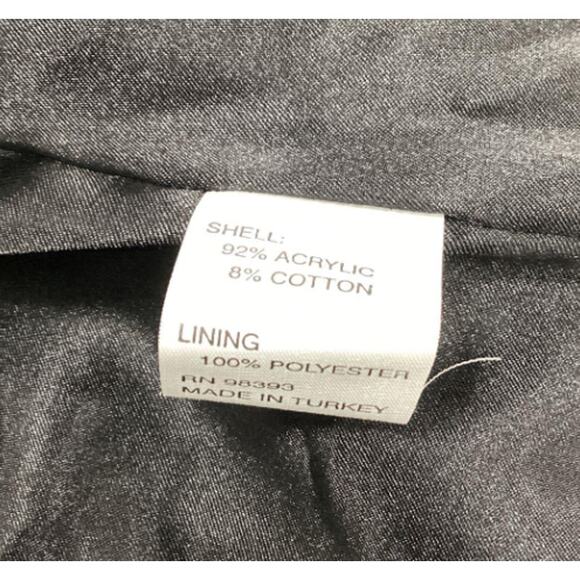 SHELL:
92% ACRYLIC
8% COTTON
LINING
100% POLYESTER
RN 98393
MADE IN TURKEY